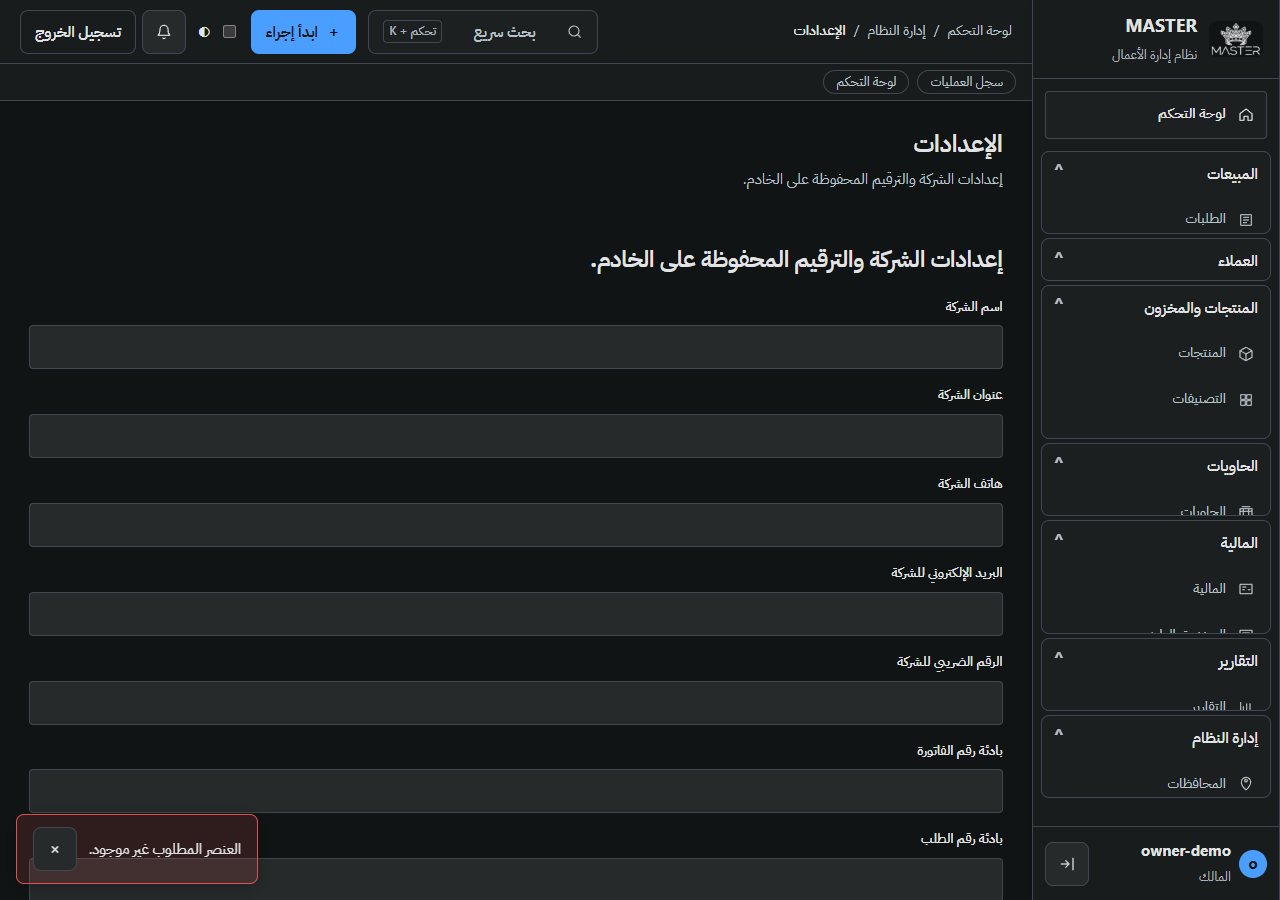 MASTER
MASTER
نظام إدارة الأعمال
لوحة التحكم
المبيعات
الطلبات
العملاء
المنتجات والمخزون
المنتجات
التصنيفات
الحاويات
الحاويات
المالية
المالية
التقارير
التقارير
إدارة النظام
المحافظات
owner-demo
المالك
o
لوحة التحكم / إدارة النظام / الإعدادات
بحث سريع
تحكم + K
+ ابدأ إجراء
تسجيل الخروج
سجل العمليات
لوحة التحكم
الإعدادات
إعدادات الشركة والترقيم المحفوظة على الخادم.
إعدادات الشركة والترقيم المحفوظة على الخادم.
اسم الشركة
عنوان الشركة
هاتف الشركة
البريد الإلكتروني للشركة
الرقم الضريبي للشركة
بادئة رقم الفاتورة
بادئة رقم الطلب
العنصر المطلوب غير موجود.
×